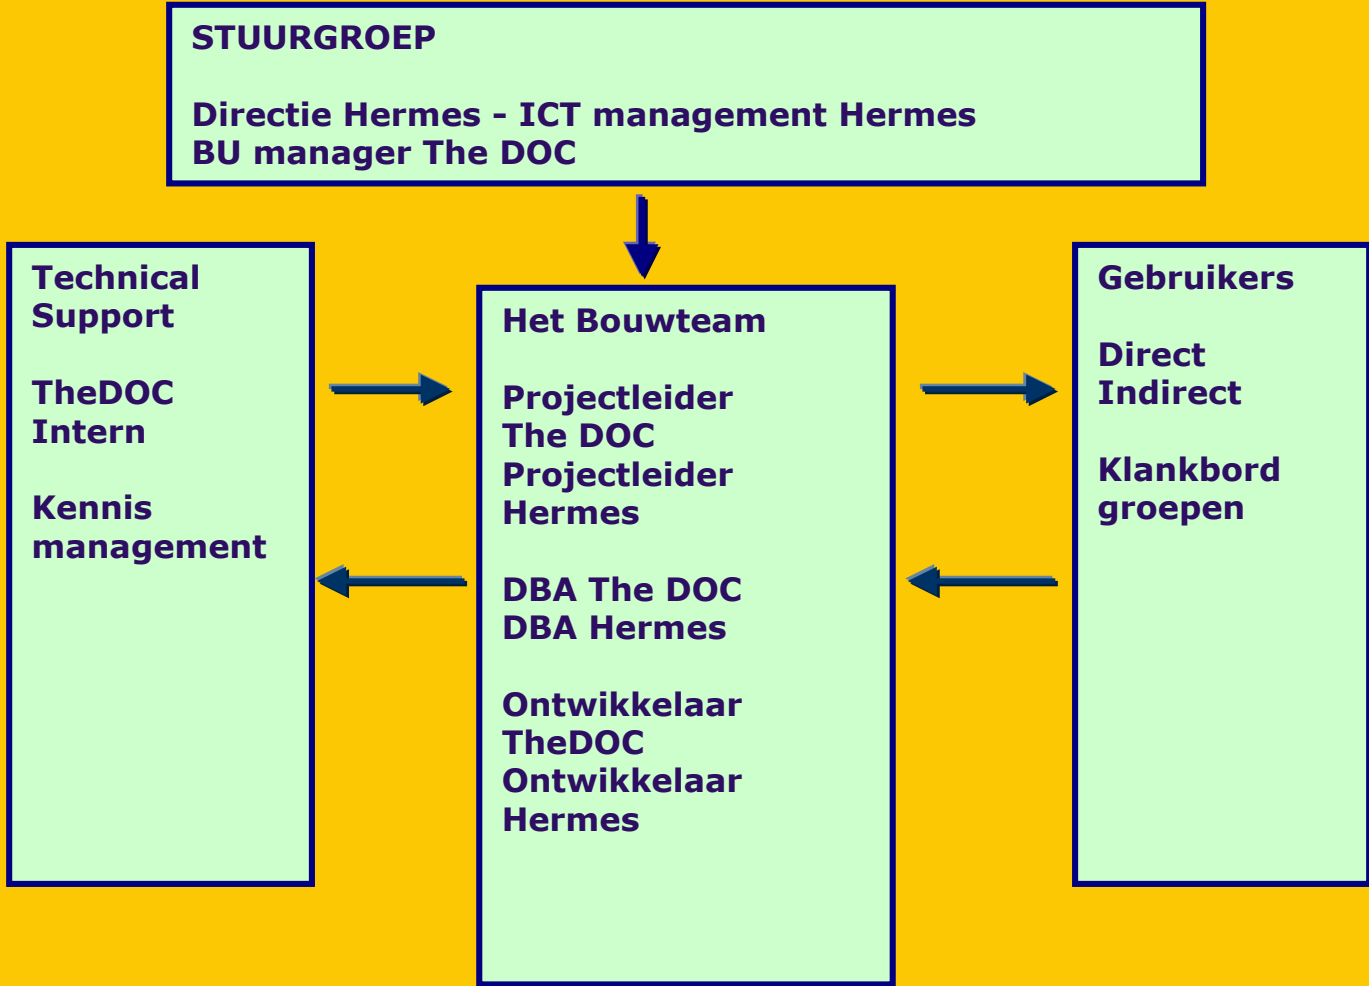 STUURGROEP
Directie Hermes - ICT management Hermes
BU manager The DOC
Technical
Support
TheDOC
Intern
Kennis
management
Het Bouwteam
Projectleider
The DOC
Projectleider
Hermes
DBA The DOC
DBA Hermes
Ontwikkelaar
TheDOC
Ontwikkelaar
Hermes
Gebruikers
Direct
Indirect
Klankbord
groepen